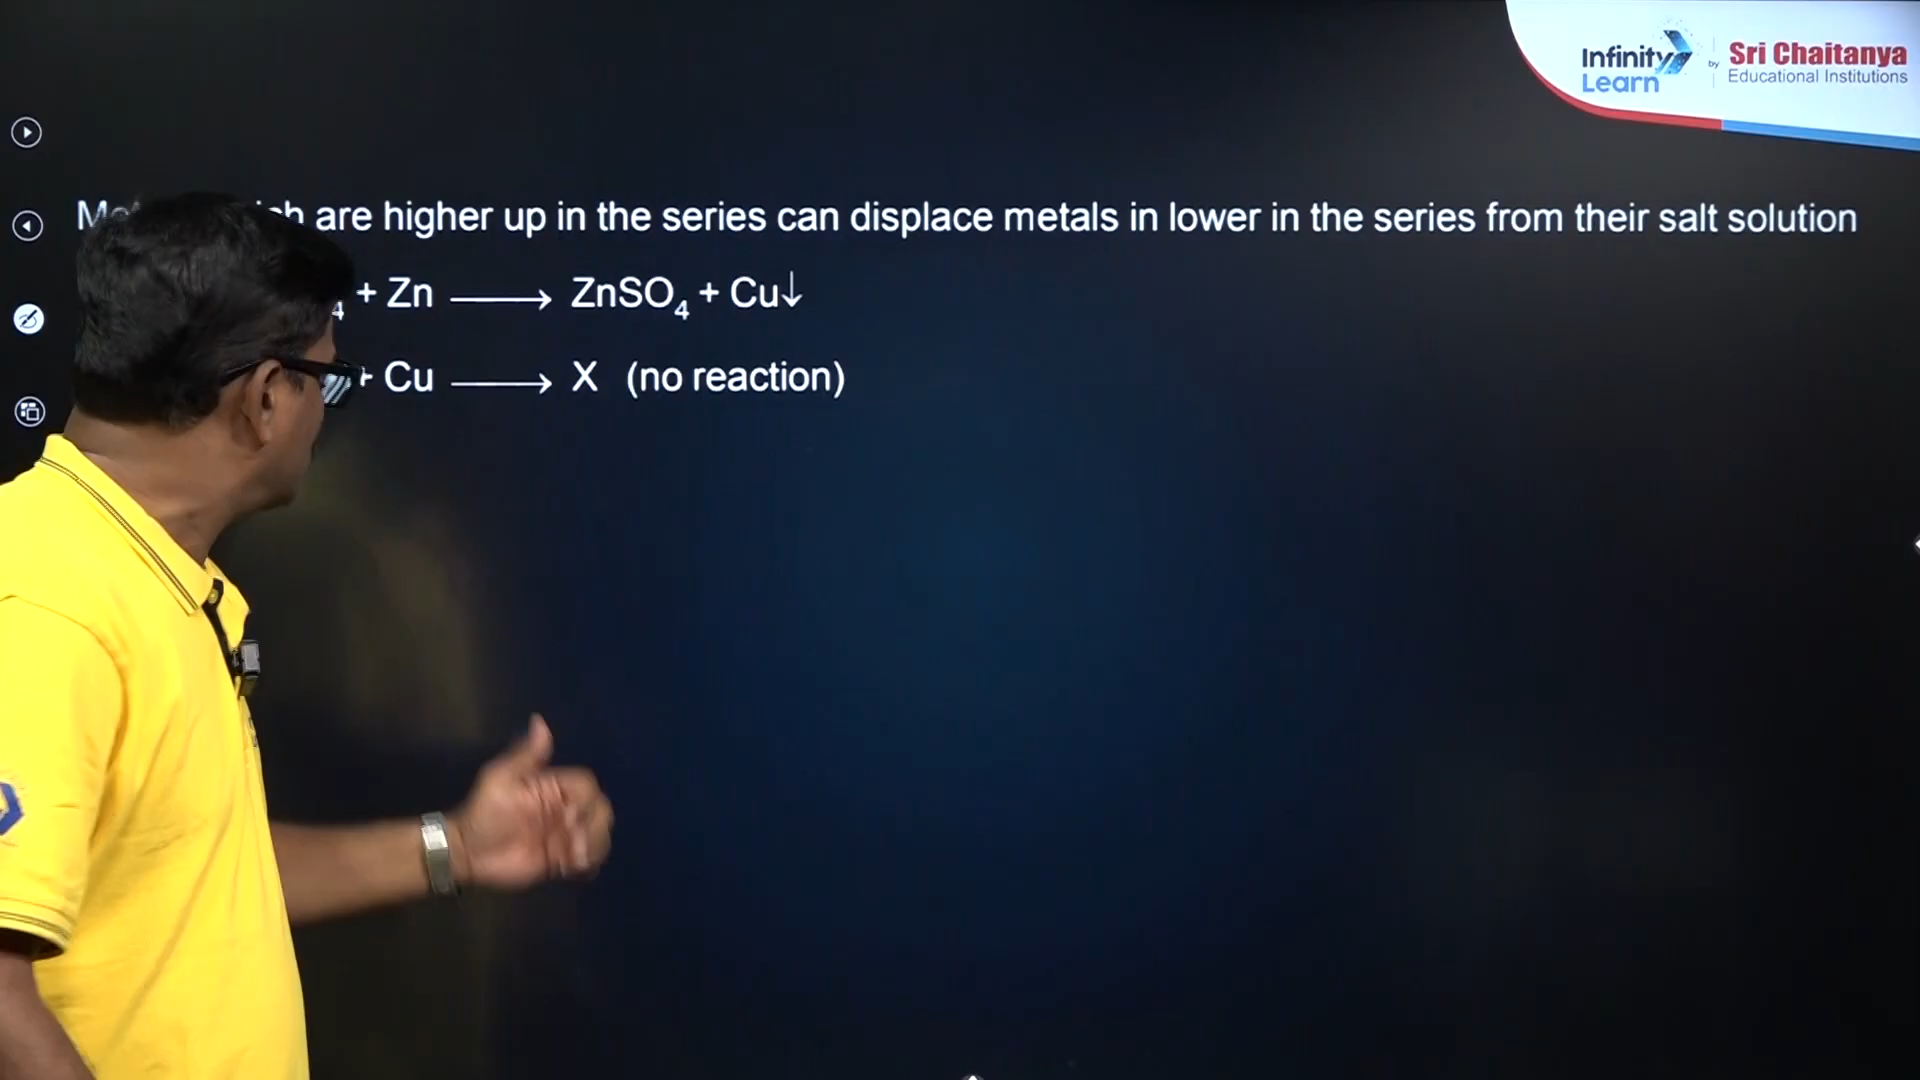 Infinity Learn by Sri Chaitanya Educational Institutions
are higher up in the series can displace metals in lower in the series from their salt solution
4 + Zn ⟶ ZnSO4 + Cu↓
+ Cu ⟶ X (no reaction)